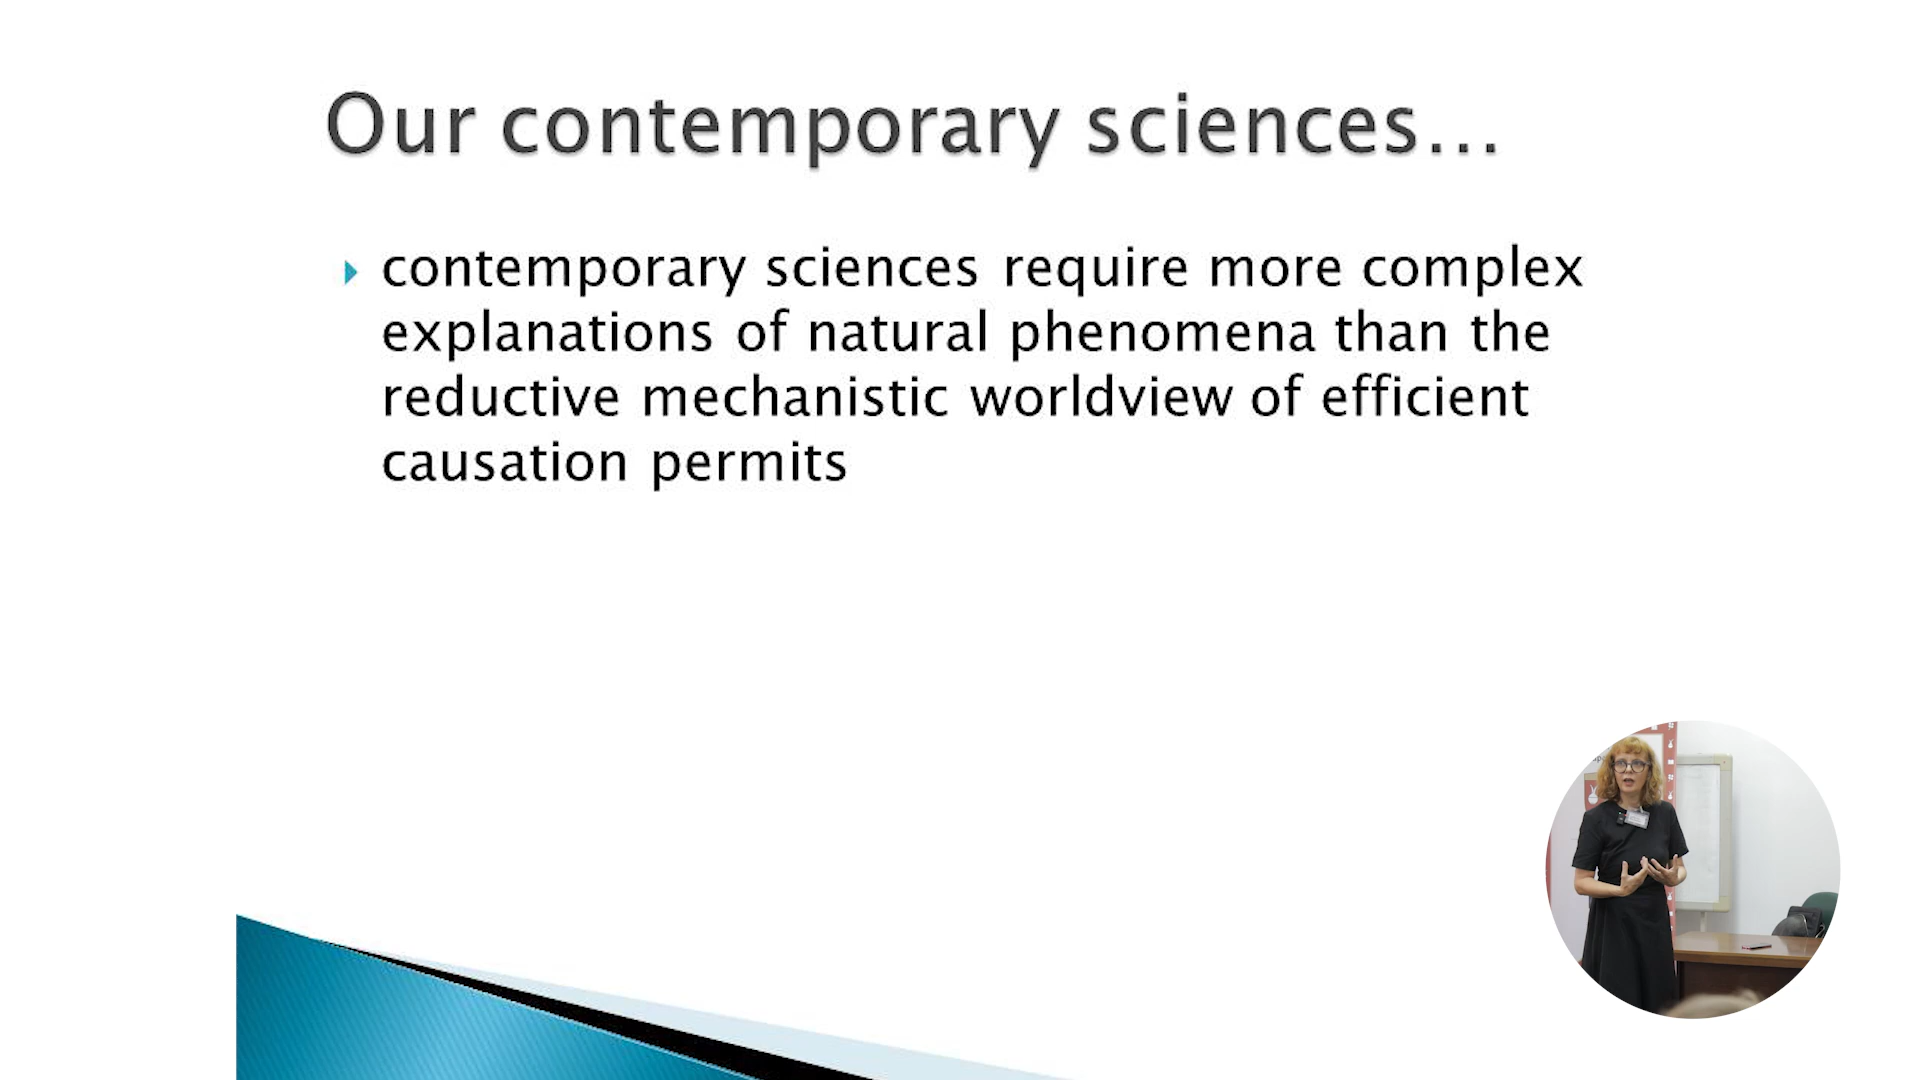 Our contemporary sciences...
contemporary sciences require more complex
explanations of natural phenomena than the
reductive mechanistic worldview of efficient
causation permits